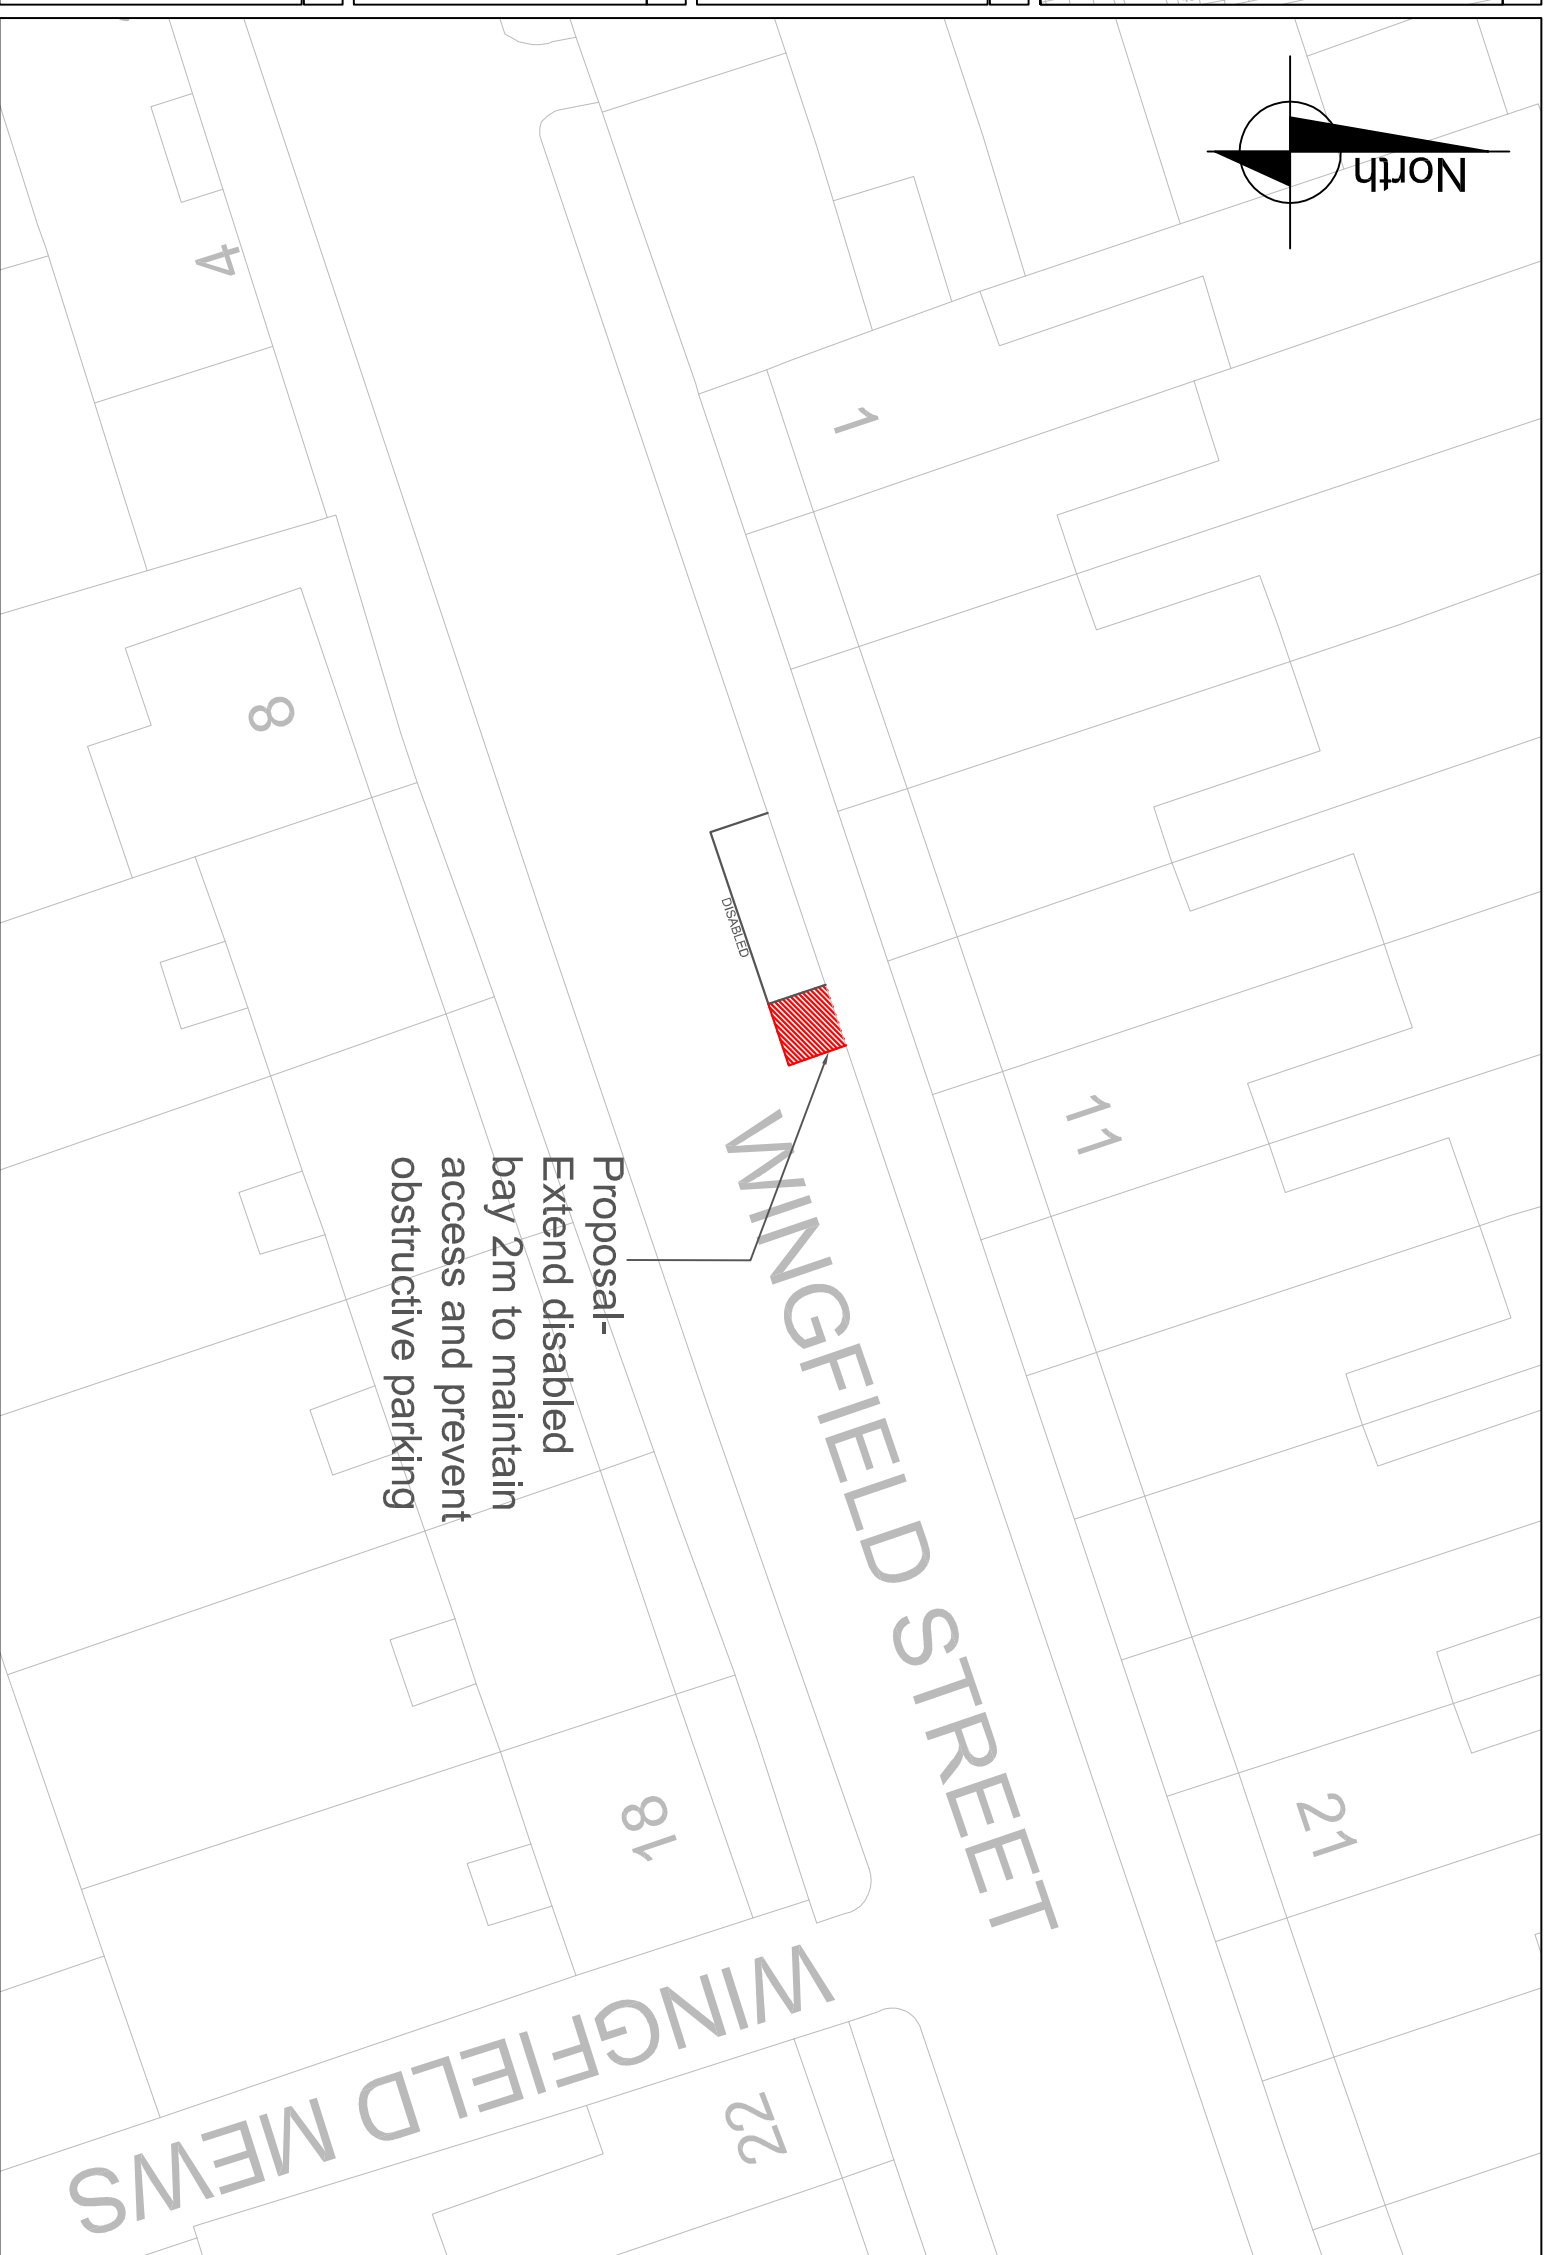 North
4
1
8
DISABLED
11
WINGFIELD STREET
Proposal-
Extend disabled
bay 2m to maintain
access and prevent
obstructive parking
18
21
WINGFIELD MEWS
22